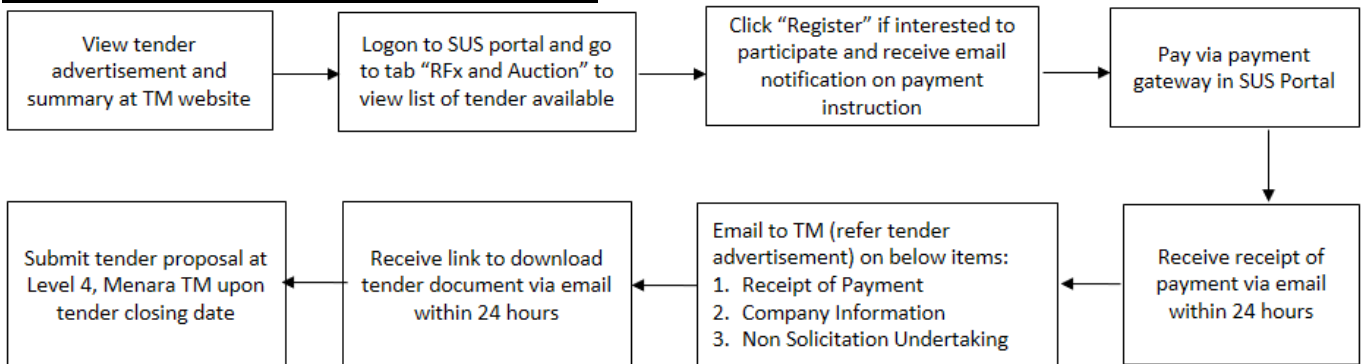 View tender
advertisement and
summary at TM website
Logon to SUS portal and go
to tab “RFx and Auction” to
view list of tender available
Click “Register” if interested to
participate and receive email
notification on payment
instruction
Pay via payment
gateway in SUS Portal
Receive receipt of
payment via email
within 24 hours
Email to TM (refer tender
advertisement) on below items:
1. Receipt of Payment
2. Company Information
3. Non Solicitation Undertaking
Receive link to download
tender document via email
within 24 hours
Submit tender proposal at
Level 4, Menara TM upon
tender closing date